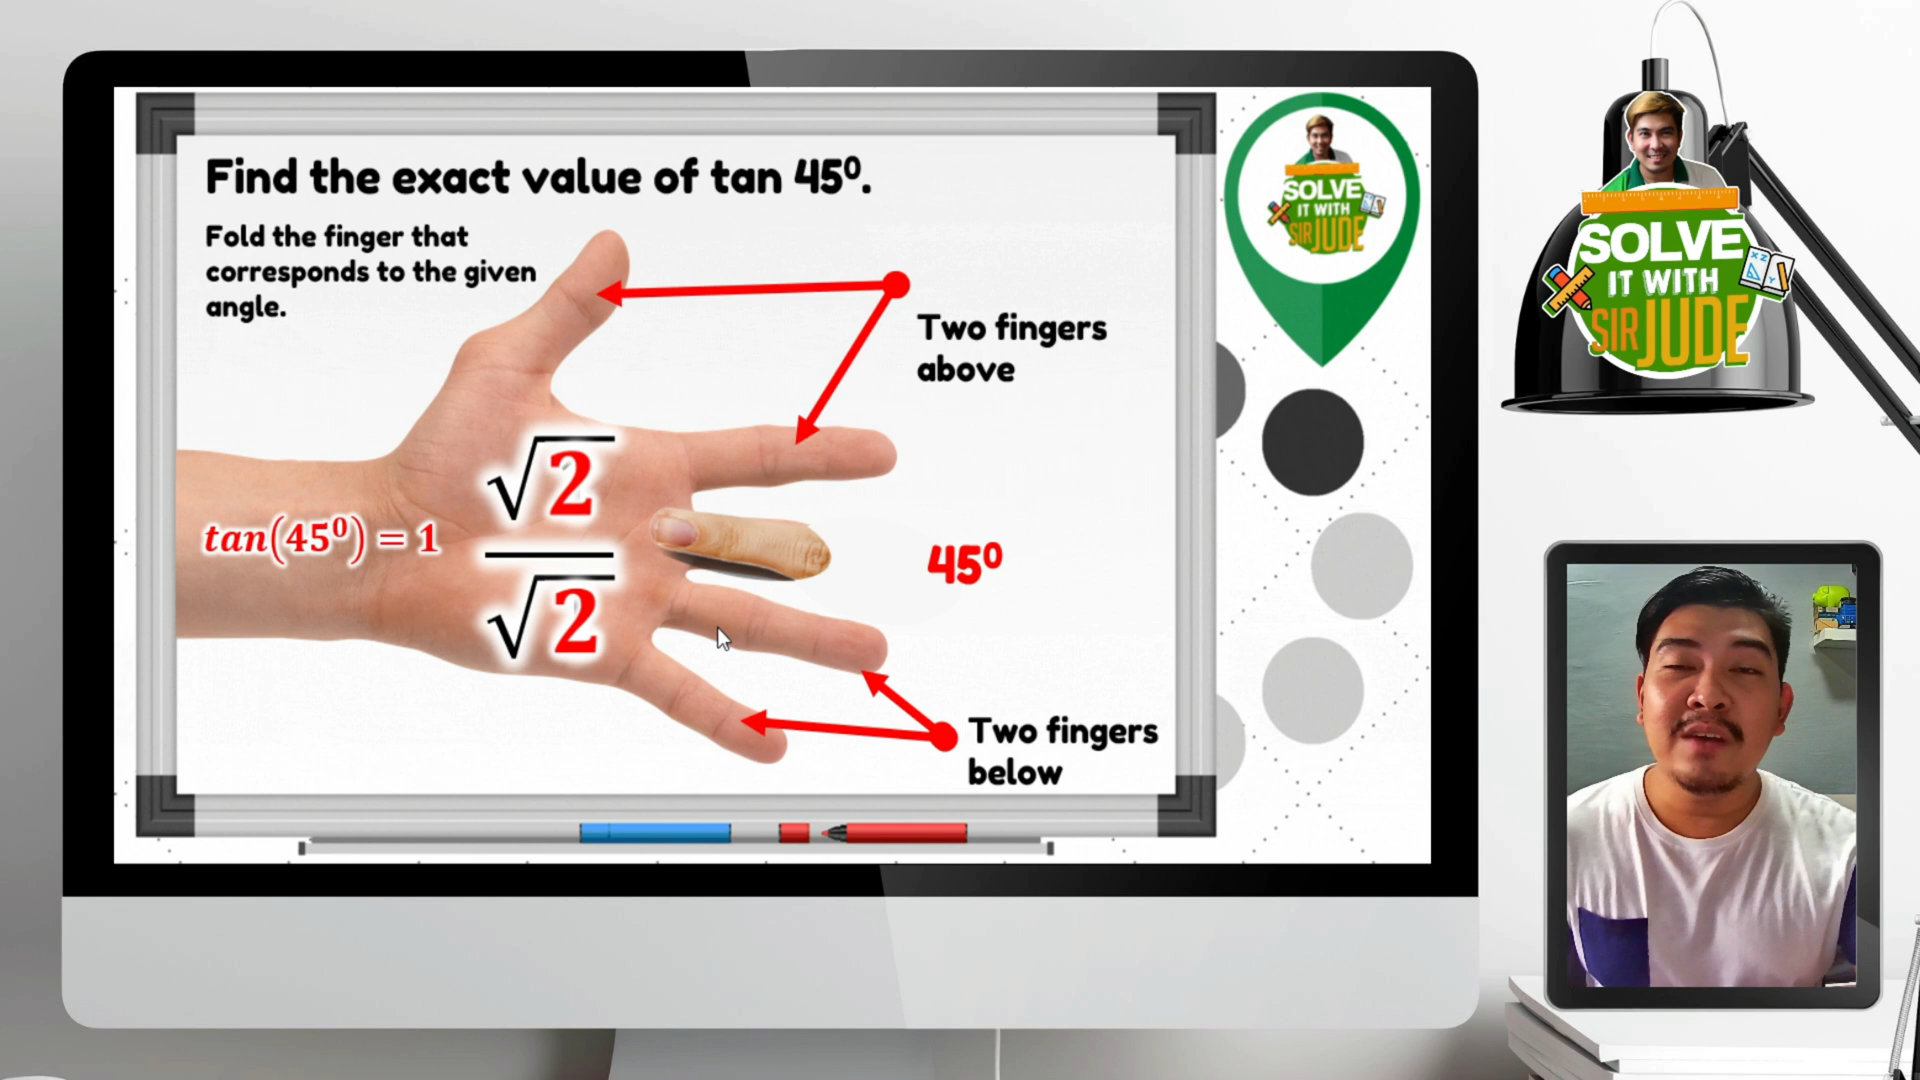 Find the exact value of tan 45⁰.
Fold the finger that
corresponds to the given
angle.
Two fingers
above
√2
√2
tan(45⁰) = 1
45⁰
Two fingers
below
SOLVE
IT WITH
SIR JUDE
SOLVE
IT WITH
SIR JUDE